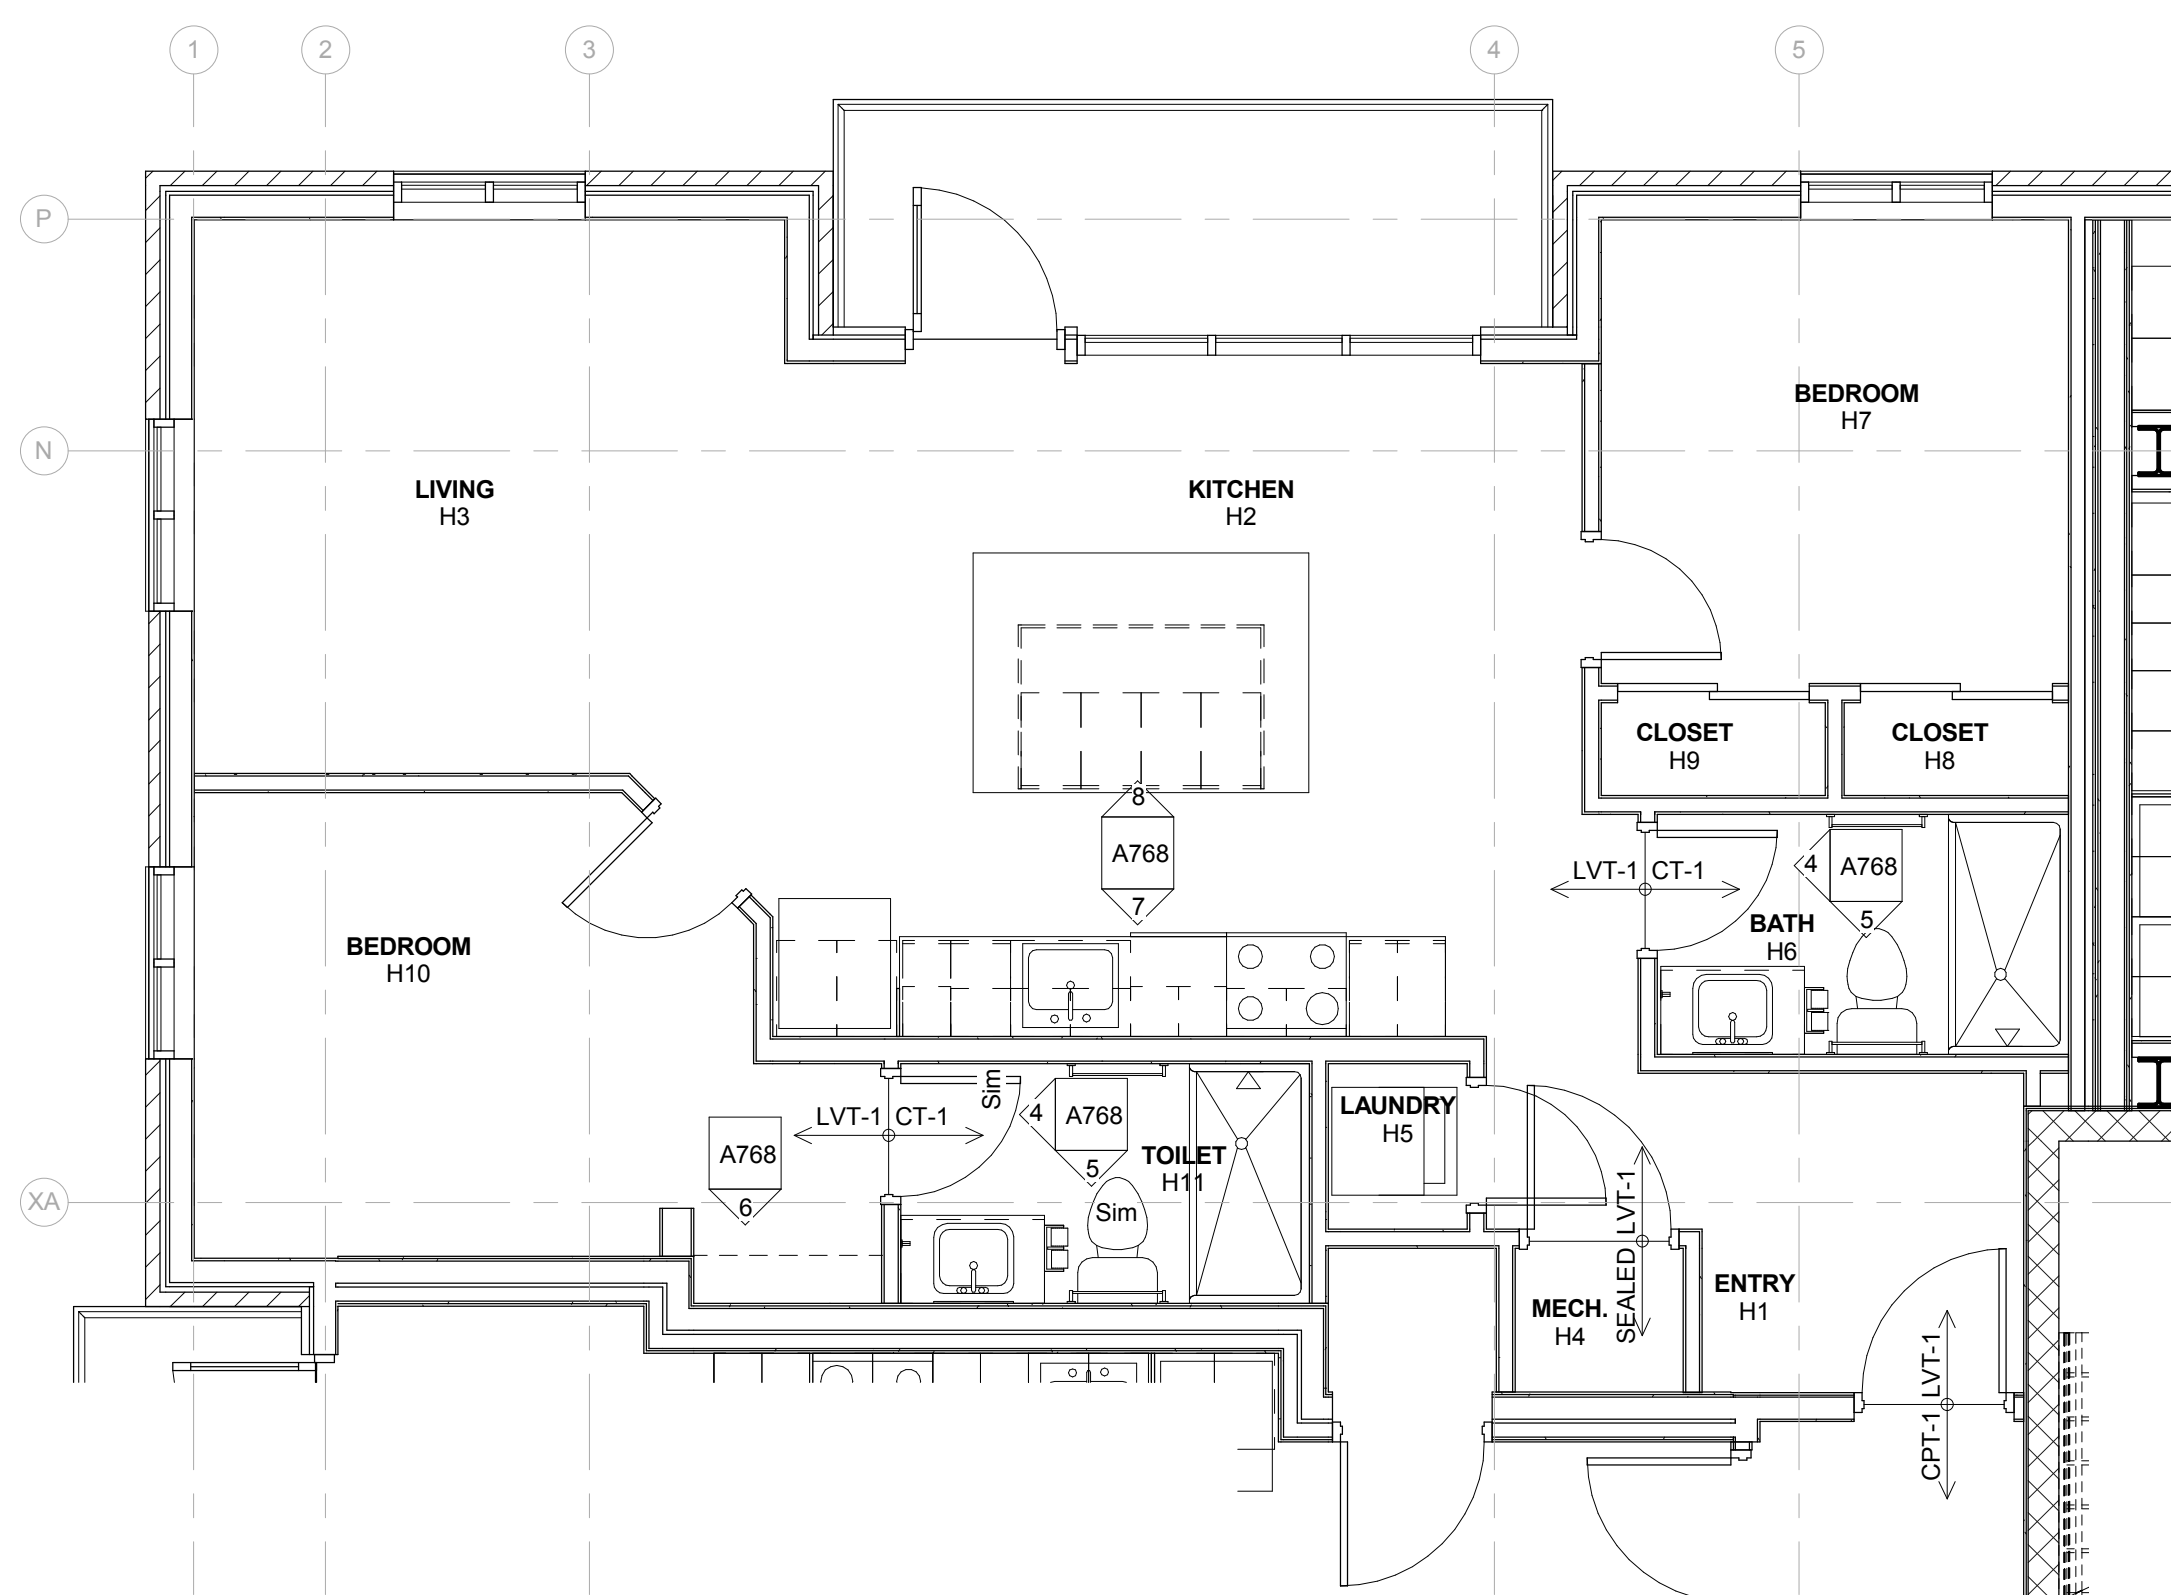 1
2
3
4
5
P
N
XA
BEDROOM
H7
LIVING
H3
KITCHEN
H2
CLOSET
H9
CLOSET
H8
8
A768
7
LVT-1
CT-1
4
A768
5
BATH
H6
BEDROOM
H10
LVT-1
CT-1
Sim
4
A768
5
Sim
TOILET
H11
A768
6
LAUNDRY
H5
SEALED
LVT-1
MECH.
H4
ENTRY
H1
CPT-1
LVT-1